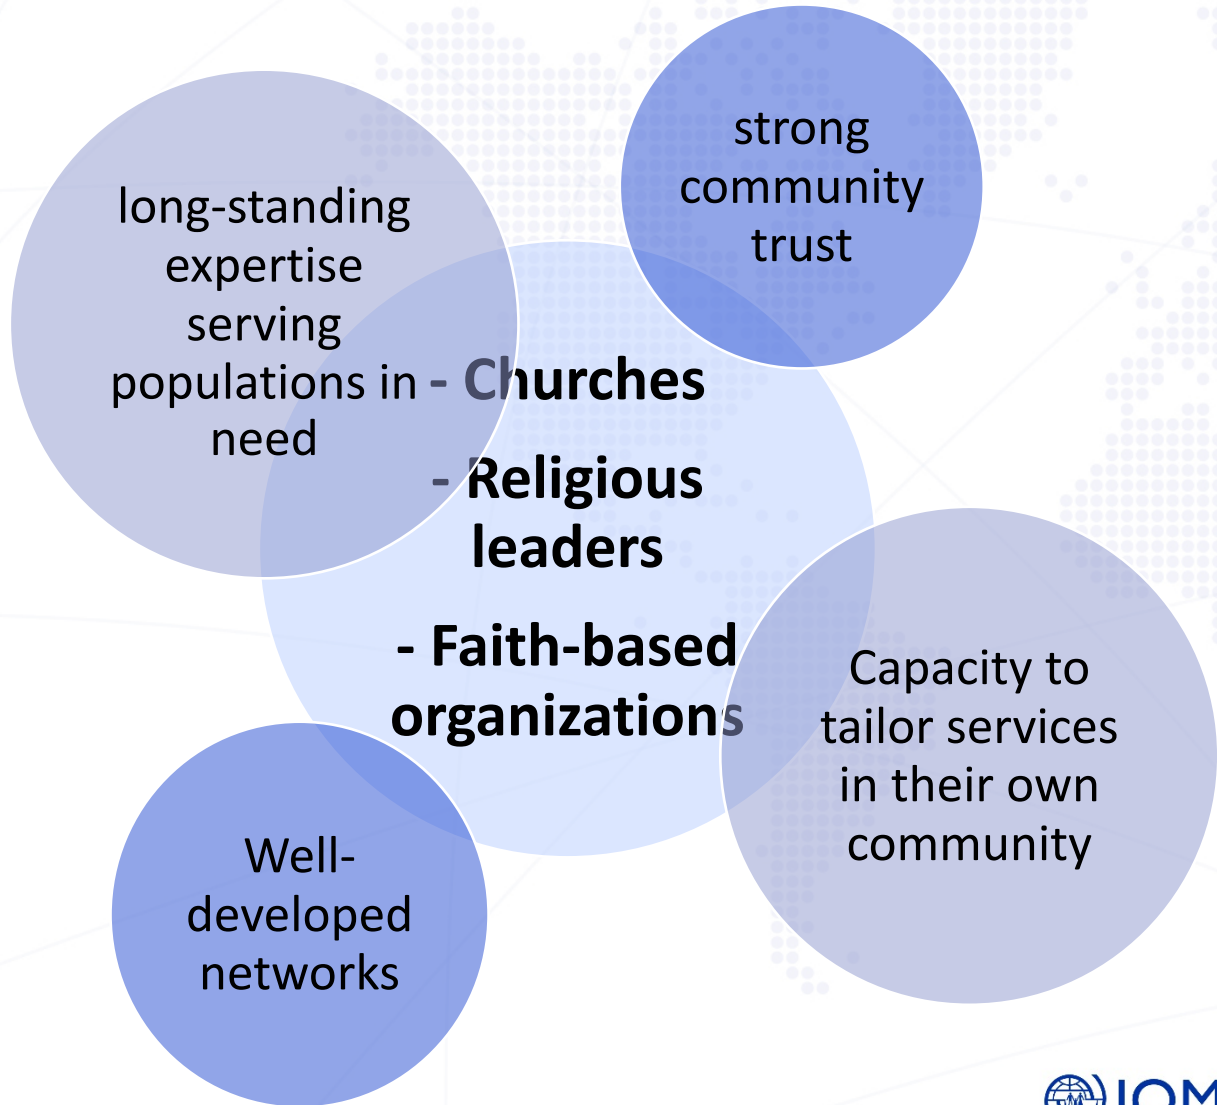 strong
community
trust
long-standing
expertise
serving
populations in
need
- Churches
- Religious
leaders
- Faith-based
organizations
Capacity to
tailor services
in their own
community
Well-
developed
networks
IOM